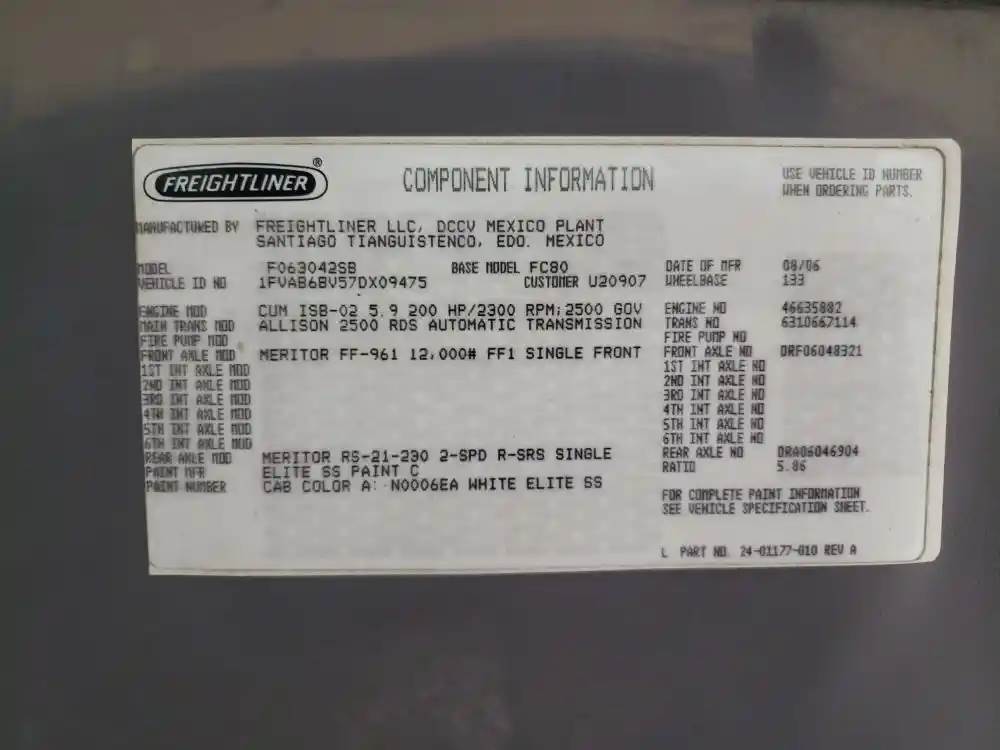 FREIGHTLINER®
COMPONENT INFORMATION
USE VEHICLE ID NUMBER
WHEN ORDERING PARTS.
MANUFACTURED BY FREIGHTLINER LLC, DCCV MEXICO PLANT
SANTIAGO TIANGUISTENCO, EDO. MEXICO
MODEL F063042SB BASE MODEL FC80 DATE OF MFR 08/06
VEHICLE ID NO 1FVAB6BV57DX09475 CUSTOMER U20907 WHEELBASE 133
ENGINE MOD CUM ISB-02 5.9 200 HP/2300 RPM;2500 GOV ENGINE NO 46635882
MAIN TRANS MOD ALLISON 2500 RDS AUTOMATIC TRANSMISSION TRANS NO 6310667114
FIRE PUMP MOD FIRE PUMP NO
FRONT AXLE MOD MERITOR FF-961 12,000# FF1 SINGLE FRONT FRONT AXLE NO ORF06048321
1ST INT AXLE MOD 1ST INT AXLE NO
2ND INT AXLE MOD 2ND INT AXLE NO
3RD INT AXLE MOD 3RD INT AXLE NO
4TH INT AXLE MOD 4TH INT AXLE NO
5TH INT AXLE MOD 5TH INT AXLE NO
6TH INT AXLE MOD 6TH INT AXLE NO
REAR AXLE MOD MERITOR RS-21-230 2-SPD R-SRS SINGLE REAR AXLE NO ORA06046904
PAINT MFR ELITE SS PAINT C RATIO 5.86
PAINT NUMBER CAB COLOR A: N0006EA WHITE ELITE SS
FOR COMPLETE PAINT INFORMATION
SEE VEHICLE SPECIFICATION SHEET.
L PART NO. 24-01177-010 REV A